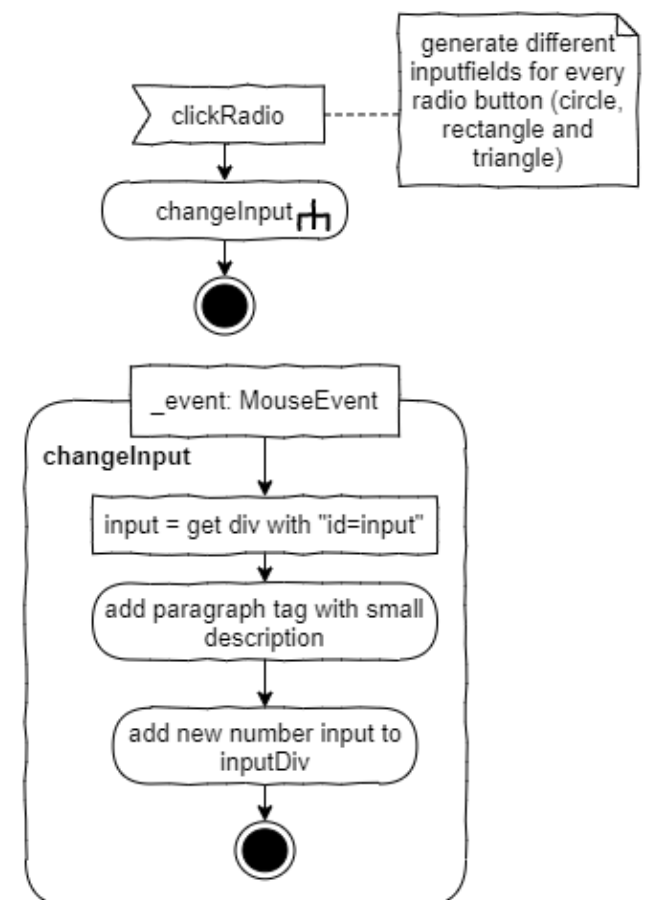 generate different
inputfields for every
radio button (circle,
rectangle and
triangle)
clickRadio
changeInput
_event: MouseEvent
changeInput
input = get div with "id=input"
add paragraph tag with small
description
add new number input to
inputDiv